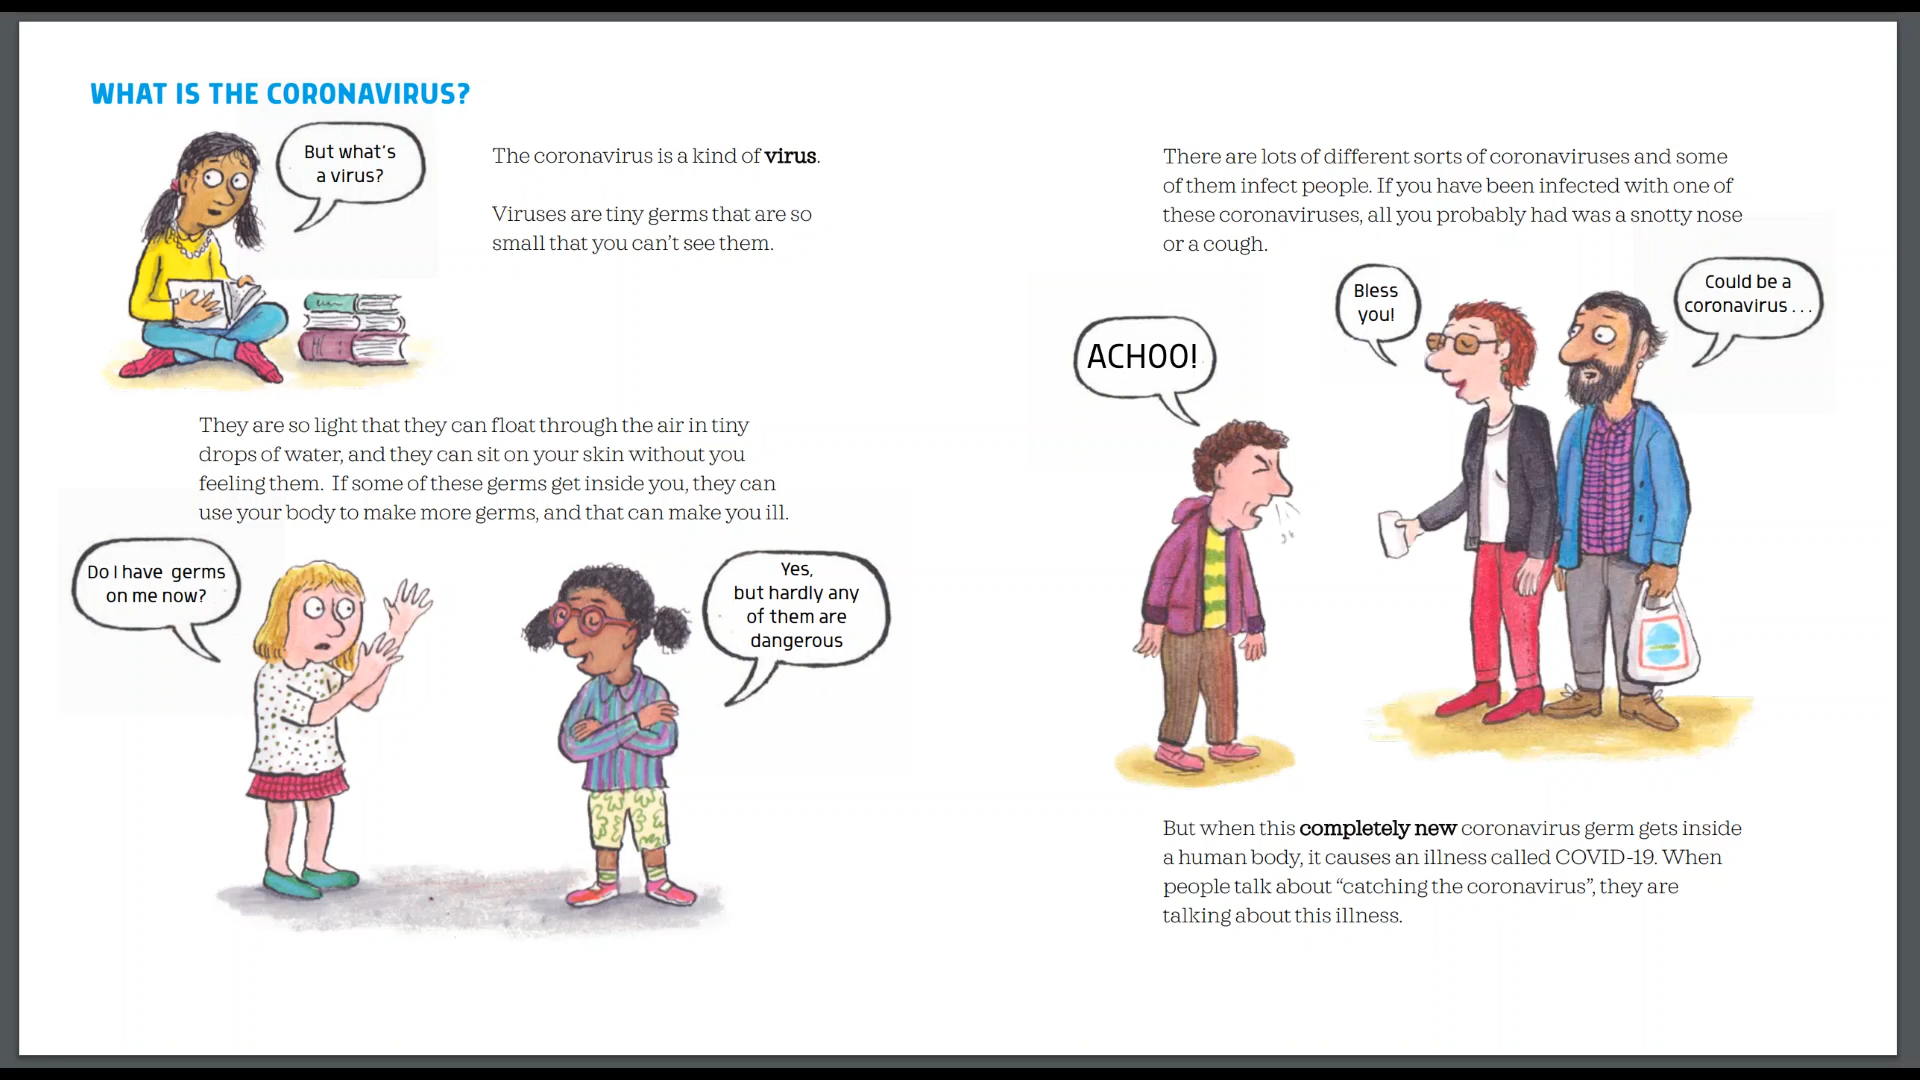 WHAT IS THE CORONAVIRUS?
But what's
a virus?
The coronavirus is a kind of virus.
Viruses are tiny germs that are so
small that you can't see them.
They are so light that they can float through the air in tiny
drops of water, and they can sit on your skin without you
feeling them. If some of these germs get inside you, they can
use your body to make more germs, and that can make you ill.
Do I have germs
on me now?
Yes,
but hardly any
of them are
dangerous
There are lots of different sorts of coronaviruses and some
of them infect people. If you have been infected with one of
these coronaviruses, all you probably had was a snotty nose
or a cough.
ACHOO!
Bless
you!
Could be a
coronavirus . . .
But when this completely new coronavirus germ gets inside
a human body, it causes an illness called COVID-19. When
people talk about “catching the coronavirus”, they are
talking about this illness.